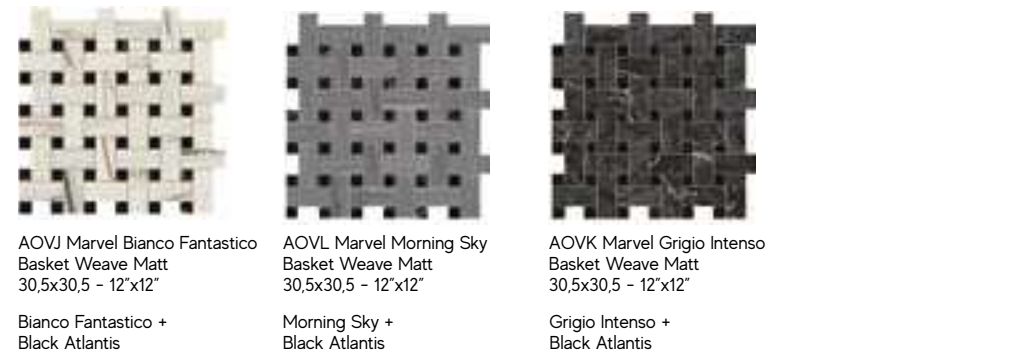 AOVJ Marvel Bianco Fantastico
Basket Weave Matt
30,5x30,5 - 12"x12"
Bianco Fantastico +
Black Atlantis
AOVL Marvel Morning Sky
Basket Weave Matt
30,5x30,5 - 12"x12"
Morning Sky +
Black Atlantis
AOVK Marvel Grigio Intenso
Basket Weave Matt
30,5x30,5 - 12"x12"
Grigio Intenso +
Black Atlantis